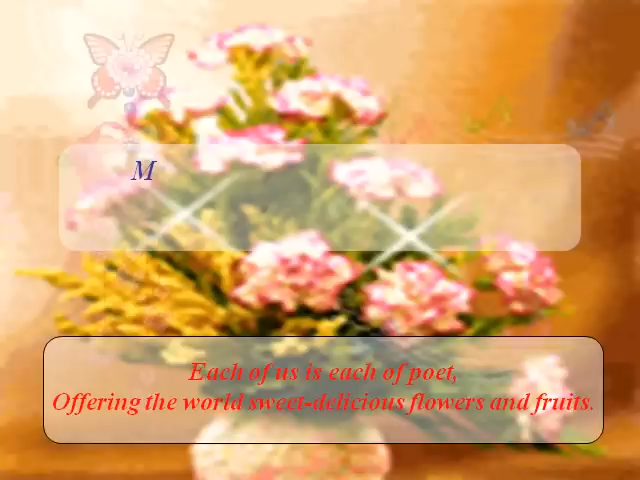 M
Each of us is each of poet,
Offering the world sweet-delicious flowers and fruits.